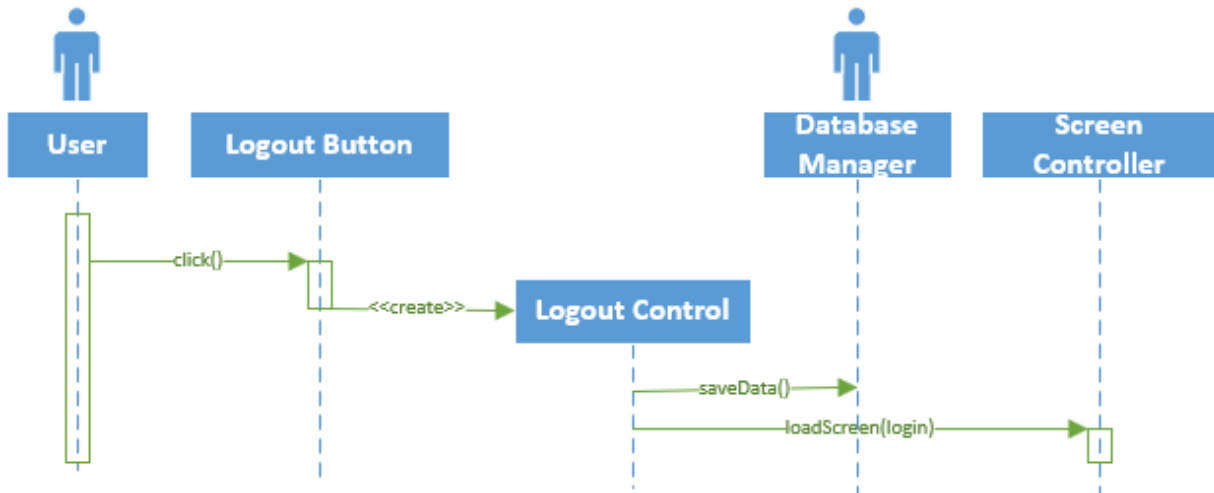 User
Logout Button
Database
Manager
Screen
Controller
click()
<<create>>
Logout Control
saveData()
loadScreen(login)